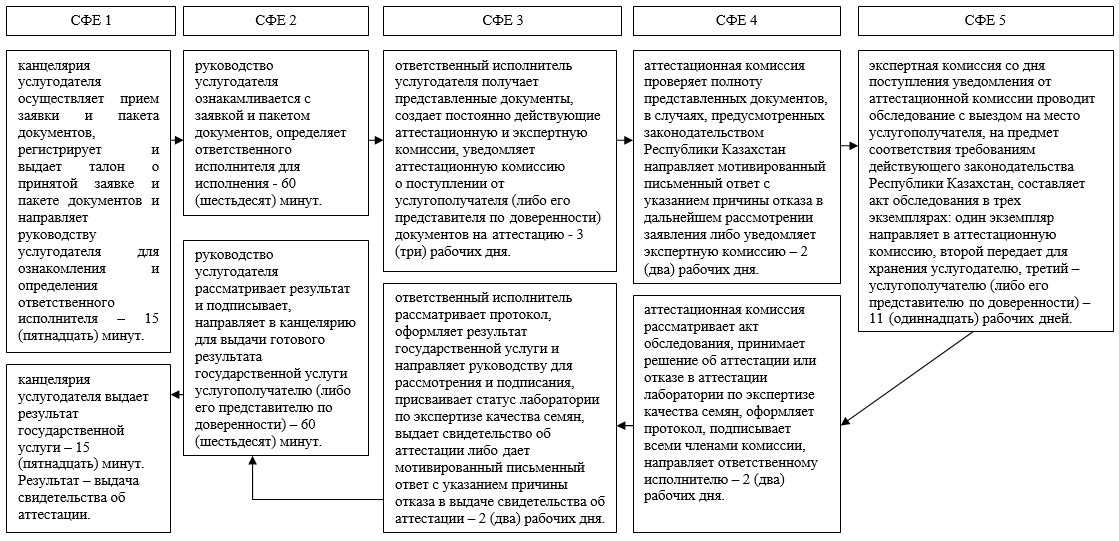 СФЕ 1
СФЕ 2
СФЕ 3
СФЕ 4
СФЕ 5
канцелярия
услугодателя
осуществляет прием
заявки и пакета
документов,
регистрирует и
выдает талон о
принятой заявке и
пакете документов и
направляет
руководству
услугодателя для
ознакомления и
определения
ответственного
исполнителя – 15
(пятнадцать) минут.
руководство
услугодателя
ознакамливается с
заявкой и пакетом
документов, определяет
ответственного
исполнителя для
исполнения - 60
(шестьдесят) минут.
ответственный исполнитель
услугодателя получает
представленные документы,
создает постоянно действующие
аттестационную и экспертную
комиссии, уведомляет
аттестационную комиссию
о поступлении от
услугополучателя (либо его
представителя по доверенности)
документов на аттестацию - 3
(три) рабочих дня.
аттестационная комиссия
проверяет полноту
представленных документов,
в случаях, предусмотренных
законодательством
Республики Казахстан
направляет мотивированный
письменный ответ с
указанием причины отказа в
дальнейшем рассмотрении
заявления либо уведомляет
экспертную комиссию – 2
(два) рабочих дня.
экспертная комиссия со дня
поступления уведомления от
аттестационной комиссии проводит
обследование с выездом на место
услугополучателя, на предмет
соответствия требованиям
действующего законодательства
Республики Казахстан, составляет
акт обследования в трех
экземплярах: один экземпляр
направляет в аттестационную
комиссию, второй передает для
хранения услугодателю, третий –
услугополучателю (либо его
представителю по доверенности) –
11 (одиннадцать) рабочих дней.
аттестационная комиссия
рассматривает акт
обследования, принимает
решение об аттестации или
отказе в аттестации
лаборатории по экспертизе
качества семян, оформляет
протокол, подписывает
всеми членами комиссии,
направляет ответственному
исполнителю – 2 (два)
рабочих дня.
ответственный исполнитель
рассматривает протокол,
оформляет результат
государственной услуги и
направляет руководству для
рассмотрения и подписания,
присваивает статус лаборатории
по экспертизе качества семян,
выдает свидетельство об
аттестации либо дает
мотивированный письменный
ответ с указанием причины
отказа в выдаче свидетельства об
аттестации – 2 (два) рабочих дня.
руководство
услугодателя
рассматривает результат
и подписывает,
направляет в канцелярию
для выдачи готового
результата
государственной услуги
услугополучателю (либо
его представителю по
доверенности) – 60
(шестьдесят) минут.
канцелярия
услугодателя выдает
результат
государственной
услуги – 15
(пятнадцать) минут.
Результат – выдача
свидетельства об
аттестации.